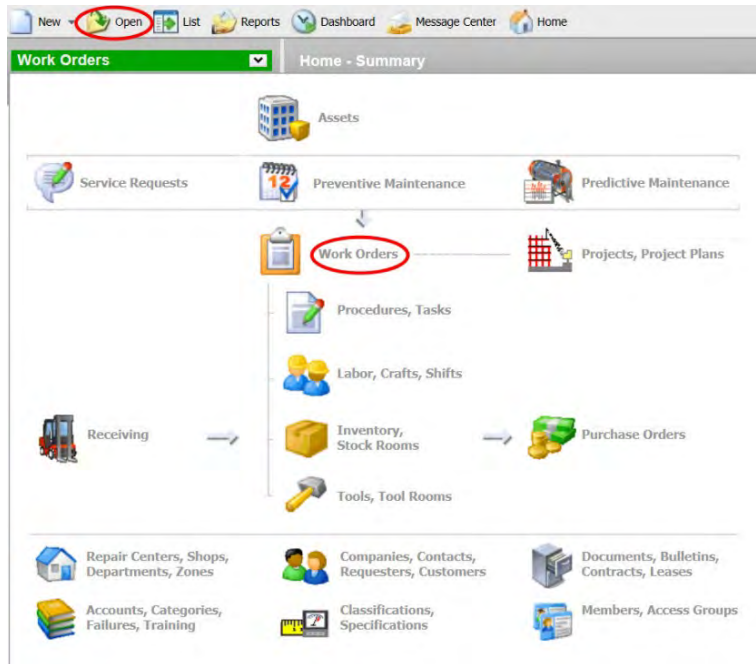 New Open List Reports Dashboard Message Center Home
Work Orders Home - Summary
Assets
Service Requests Preventive Maintenance Predictive Maintenance
12
Work Orders Projects, Project Plans
Procedures, Tasks
Labor, Crafts, Shifts
Receiving
Inventory,
Stock Rooms
Purchase Orders
Tools, Tool Rooms
Repair Centers, Shops,
Departments, Zones
Companies, Contacts,
Requesters, Customers
Documents, Bulletins,
Contracts, Leases
Accounts, Categories,
Failures, Training
Classifications,
Specifications
Members, Access Groups